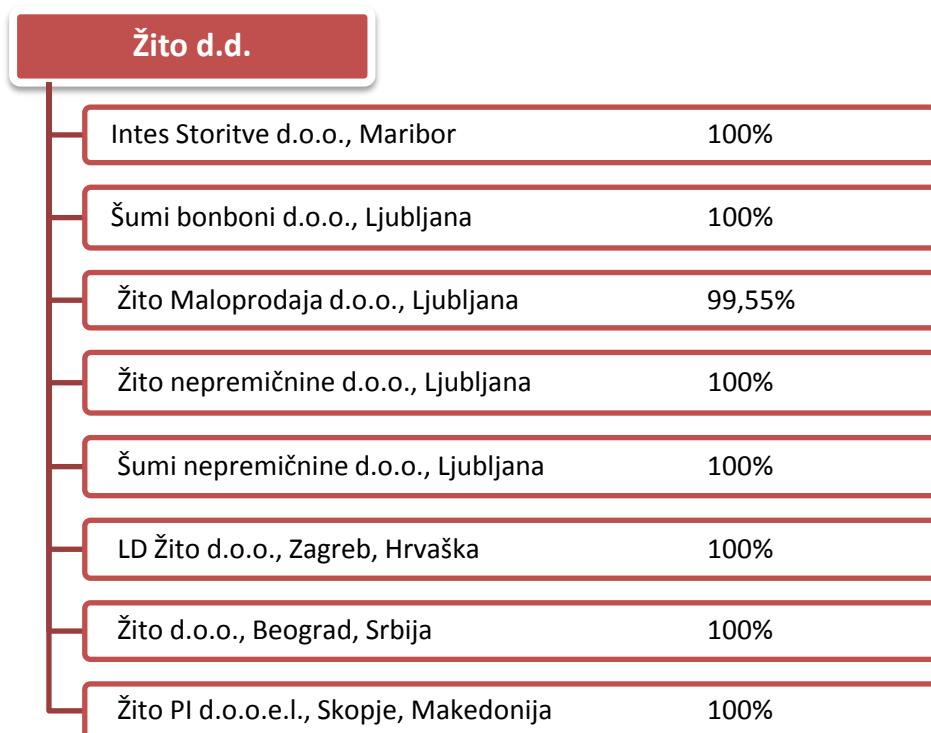 Žito d.d.
Intes Storitve d.o.o., Maribor 100%
Šumi bonboni d.o.o., Ljubljana 100%
Žito Maloprodaja d.o.o., Ljubljana 99,55%
Žito nepremičnine d.o.o., Ljubljana 100%
Šumi nepremičnine d.o.o., Ljubljana 100%
LD Žito d.o.o., Zagreb, Hrvaška 100%
Žito d.o.o., Beograd, Srbija 100%
Žito PI d.o.o.e.l., Skopje, Makedonija 100%